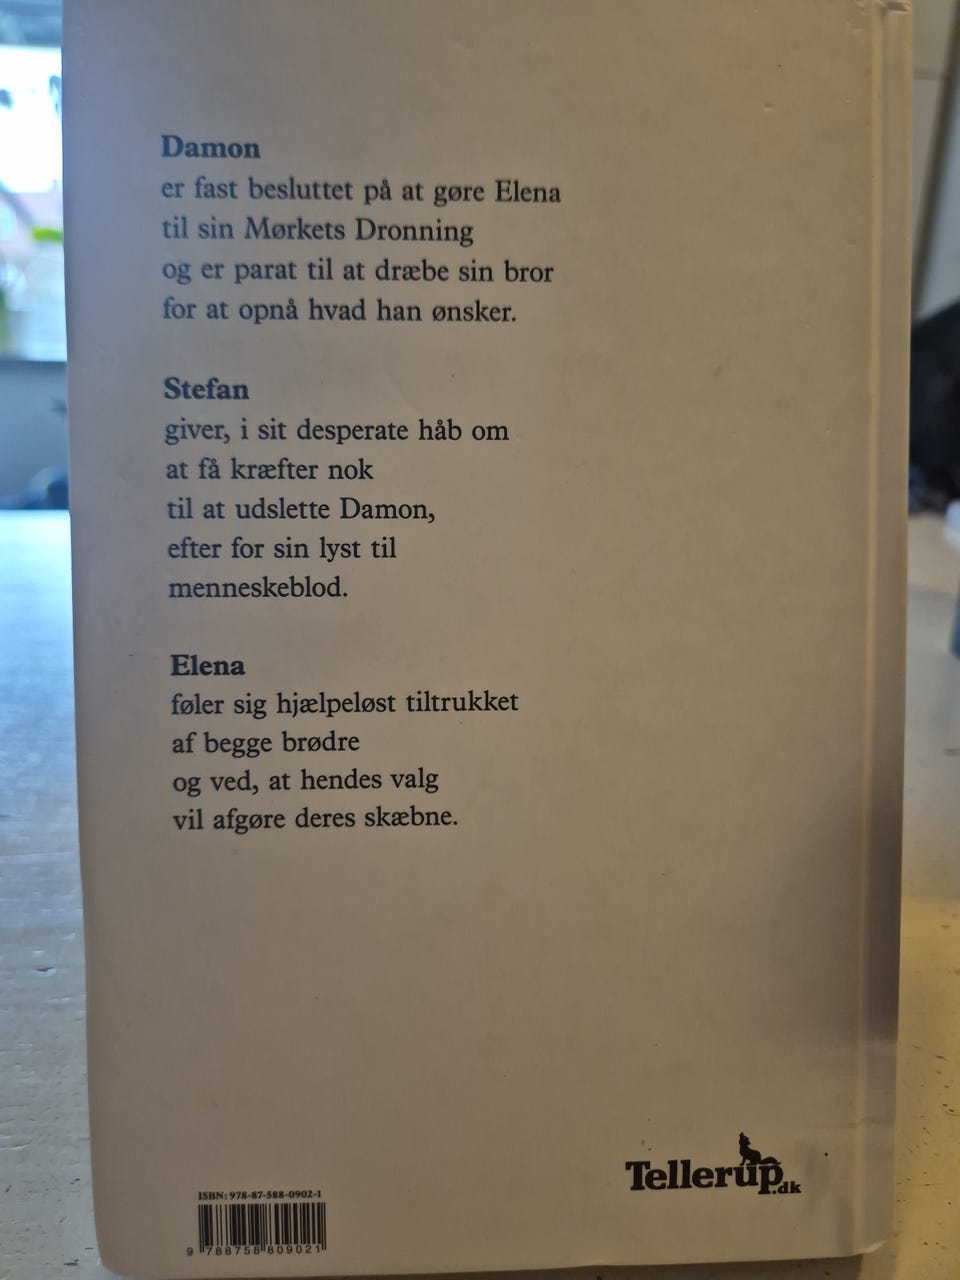 Damon
er fast besluttet på at gøre Elena
til sin Mørkets Dronning
og er parat til at dræbe sin bror
for at opnå hvad han ønsker.
Stefan
giver, i sit desperate håb om
at få kræfter nok
til at udslette Damon,
efter for sin lyst til
menneskeblod.
Elena
føler sig hjælpeløst tiltrukket
af begge brødre
og ved, at hendes valg
vil afgøre deres skæbne.
Tellerup.dk
ISBN: 978-87-588-0902-1
9 788758 809021